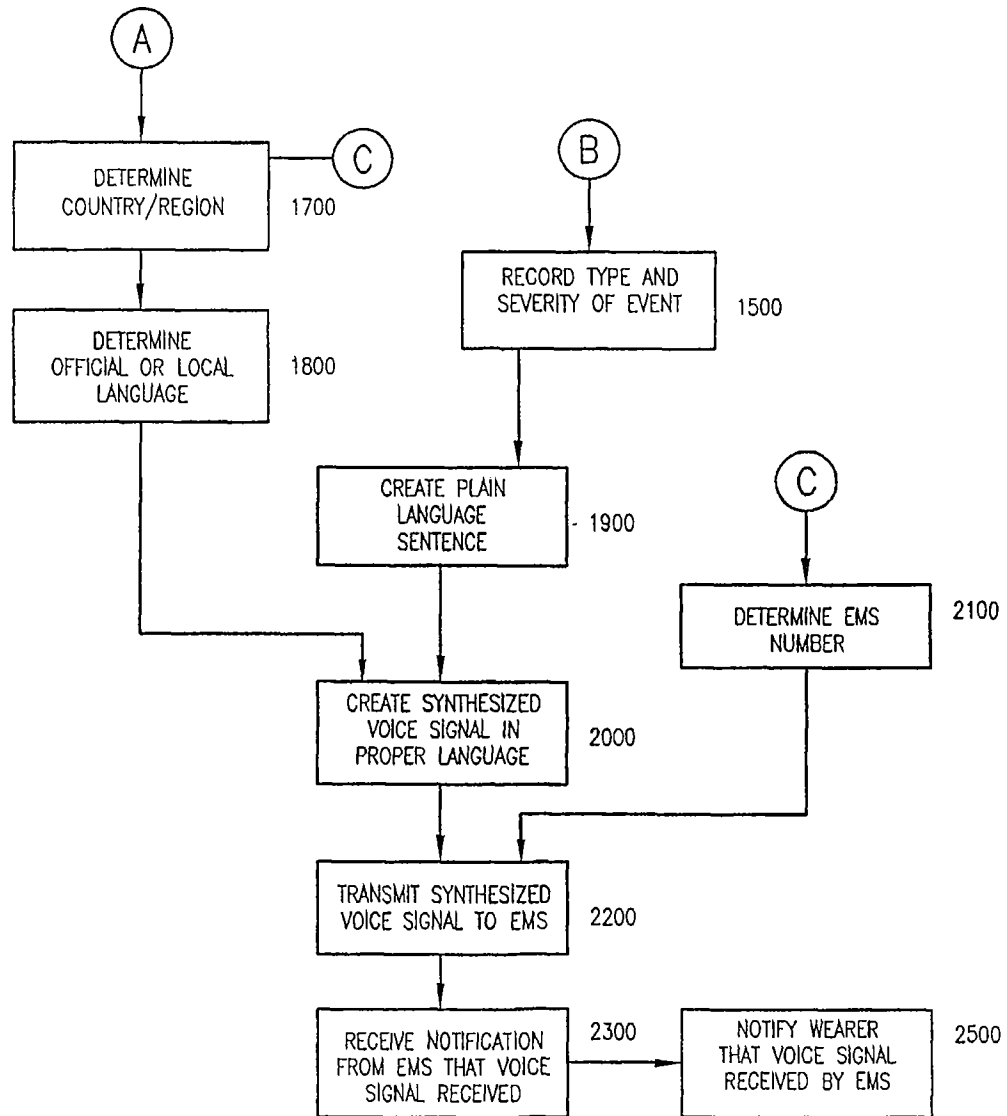 A
DETERMINE
COUNTRY/REGION
1700
C
B
RECORD TYPE AND
SEVERITY OF EVENT
1500
DETERMINE
OFFICIAL OR LOCAL
LANGUAGE
1800
CREATE PLAIN
LANGUAGE
SENTENCE
1900
C
DETERMINE EMS
NUMBER
2100
CREATE SYNTHESIZED
VOICE SIGNAL IN
PROPER LANGUAGE
2000
TRANSMIT SYNTHESIZED
VOICE SIGNAL TO EMS
2200
RECEIVE NOTIFICATION
FROM EMS THAT VOICE
SIGNAL RECEIVED
2300
NOTIFY WEARER
THAT VOICE SIGNAL
RECEIVED BY EMS
2500